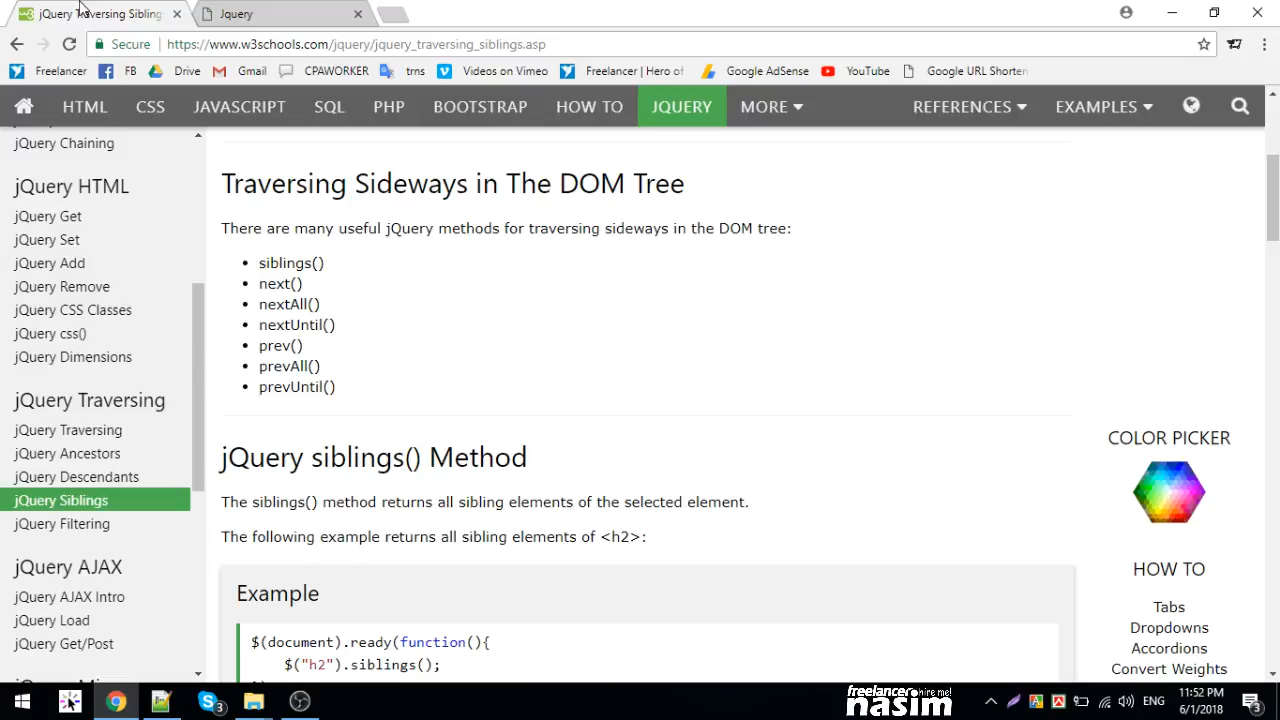 jQuery Traversing Sibling
Jquery
Secure
https://www.w3schools.com/jquery/jquery_traversing_siblings.asp
Freelancer
FB
Drive
Gmail
CPAWORKER
trns
Videos on Vimeo
Freelancer | Hero of
Google AdSense
YouTube
Google URL Shorten
HTML
CSS
JAVASCRIPT
SQL
PHP
BOOTSTRAP
HOW TO
JQUERY
MORE
REFERENCES
EXAMPLES
jQuery Chaining
jQuery HTML
jQuery Get
jQuery Set
jQuery Add
jQuery Remove
jQuery CSS Classes
jQuery css()
jQuery Dimensions
jQuery Traversing
jQuery Traversing
jQuery Ancestors
jQuery Descendants
jQuery Siblings
jQuery Filtering
jQuery AJAX
jQuery AJAX Intro
jQuery Load
jQuery Get/Post
Traversing Sideways in The DOM Tree
There are many useful jQuery methods for traversing sideways in the DOM tree:
• siblings()
• next()
• nextAll()
• nextUntil()
• prev()
• prevAll()
• prevUntil()
jQuery siblings() Method
The siblings() method returns all sibling elements of the selected element.
The following example returns all sibling elements of <h2>:
Example
$(document).ready(function(){
$("h2").siblings();
COLOR PICKER
HOW TO
Tabs
Dropdowns
Accordions
Convert Weights
3
freelancer hire me!
nasim
ENG
11:52 PM
6/1/2018
3